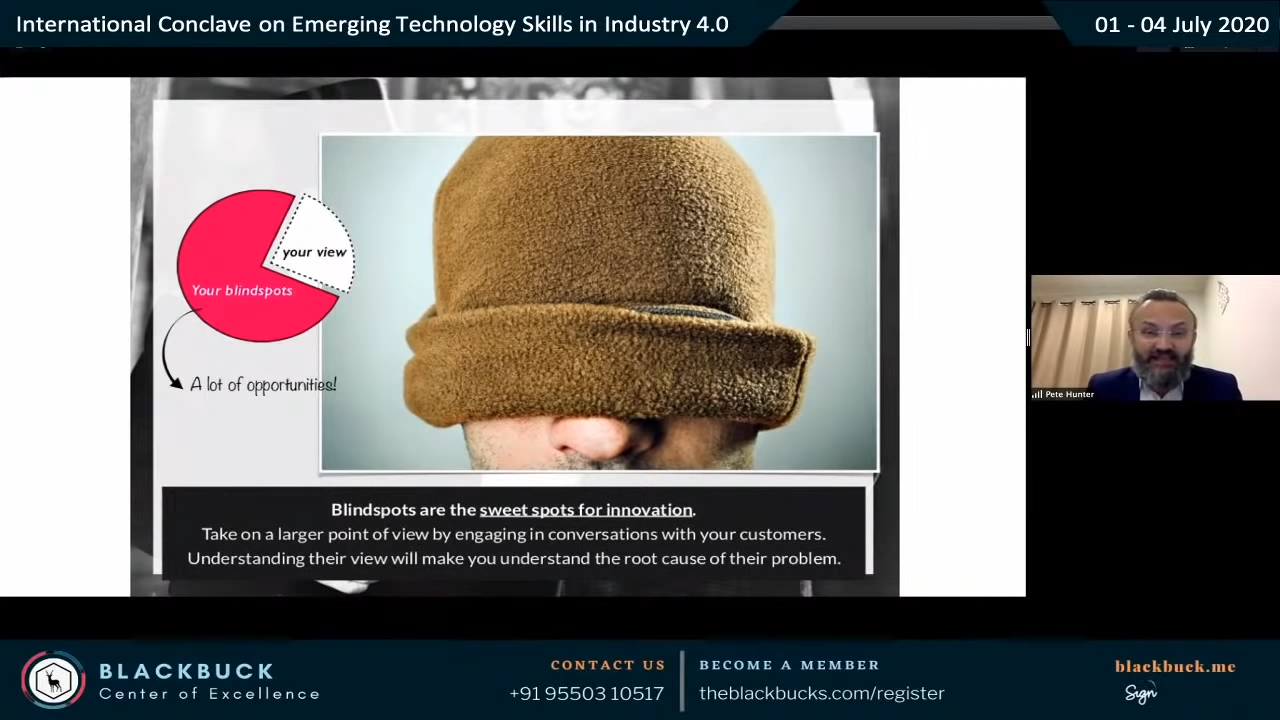 International Conclave on Emerging Technology Skills in Industry 4.0
01 - 04 July 2020
your view
Your blindspots
A lot of opportunities!
Blindspots are the sweet spots for innovation.
Take on a larger point of view by engaging in conversations with your customers.
Understanding their view will make you understand the root cause of their problem.
Pete Hunter
BLACKBUCK
Center of Excellence
CONTACT US
+91 95503 10517
BECOME A MEMBER
theblackbucks.com/register
blackbuck.me
Sign